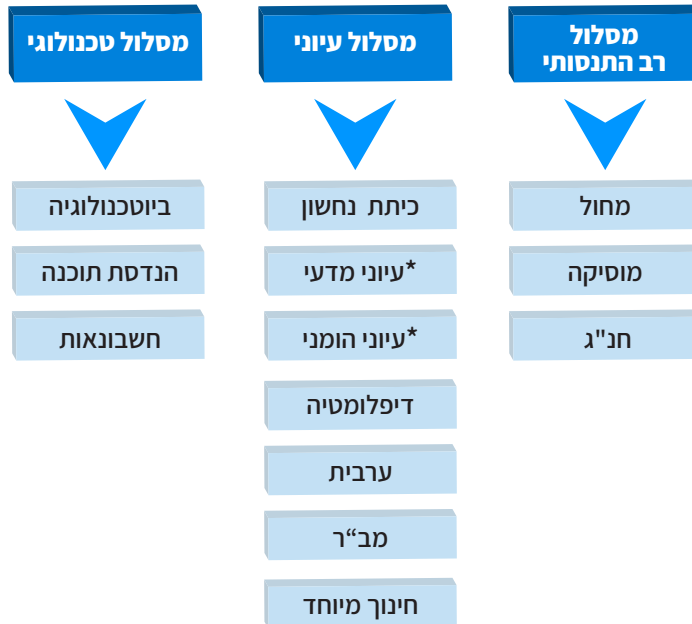 מסלול
רב התנסותי
מחול
מוסיקה
חנ"ג
מסלול עיוני
כיתת נחשון
*עיוני מדעי
*עיוני הומני
דיפלומטיה
ערבית
מב“ר
חינוך מיוחד
מסלול טכנולוגי
ביוטכנולוגיה
הנדסת תוכנה
חשבונאות